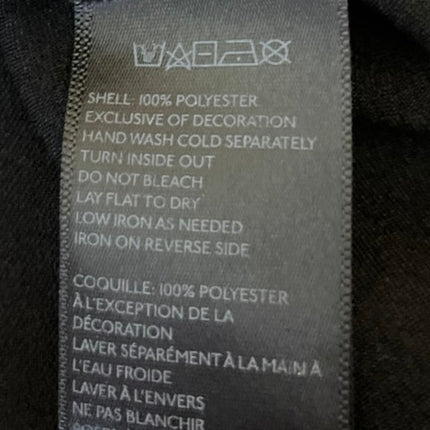 SHELL: 100% POLYESTER
EXCLUSIVE OF DECORATION
HAND WASH COLD SEPARATELY
TURN INSIDE OUT
DO NOT BLEACH
LAY FLAT TO DRY
LOW IRON AS NEEDED
IRON ON REVERSE SIDE
COQUILLE: 100% POLYESTER
À L'EXCEPTION DE LA
DÉCORATION
LAVER SÉPARÉMENT À LA MAIN À
L'EAU FROIDE
LAVER À L'ENVERS
NE PAS BLANCHIR